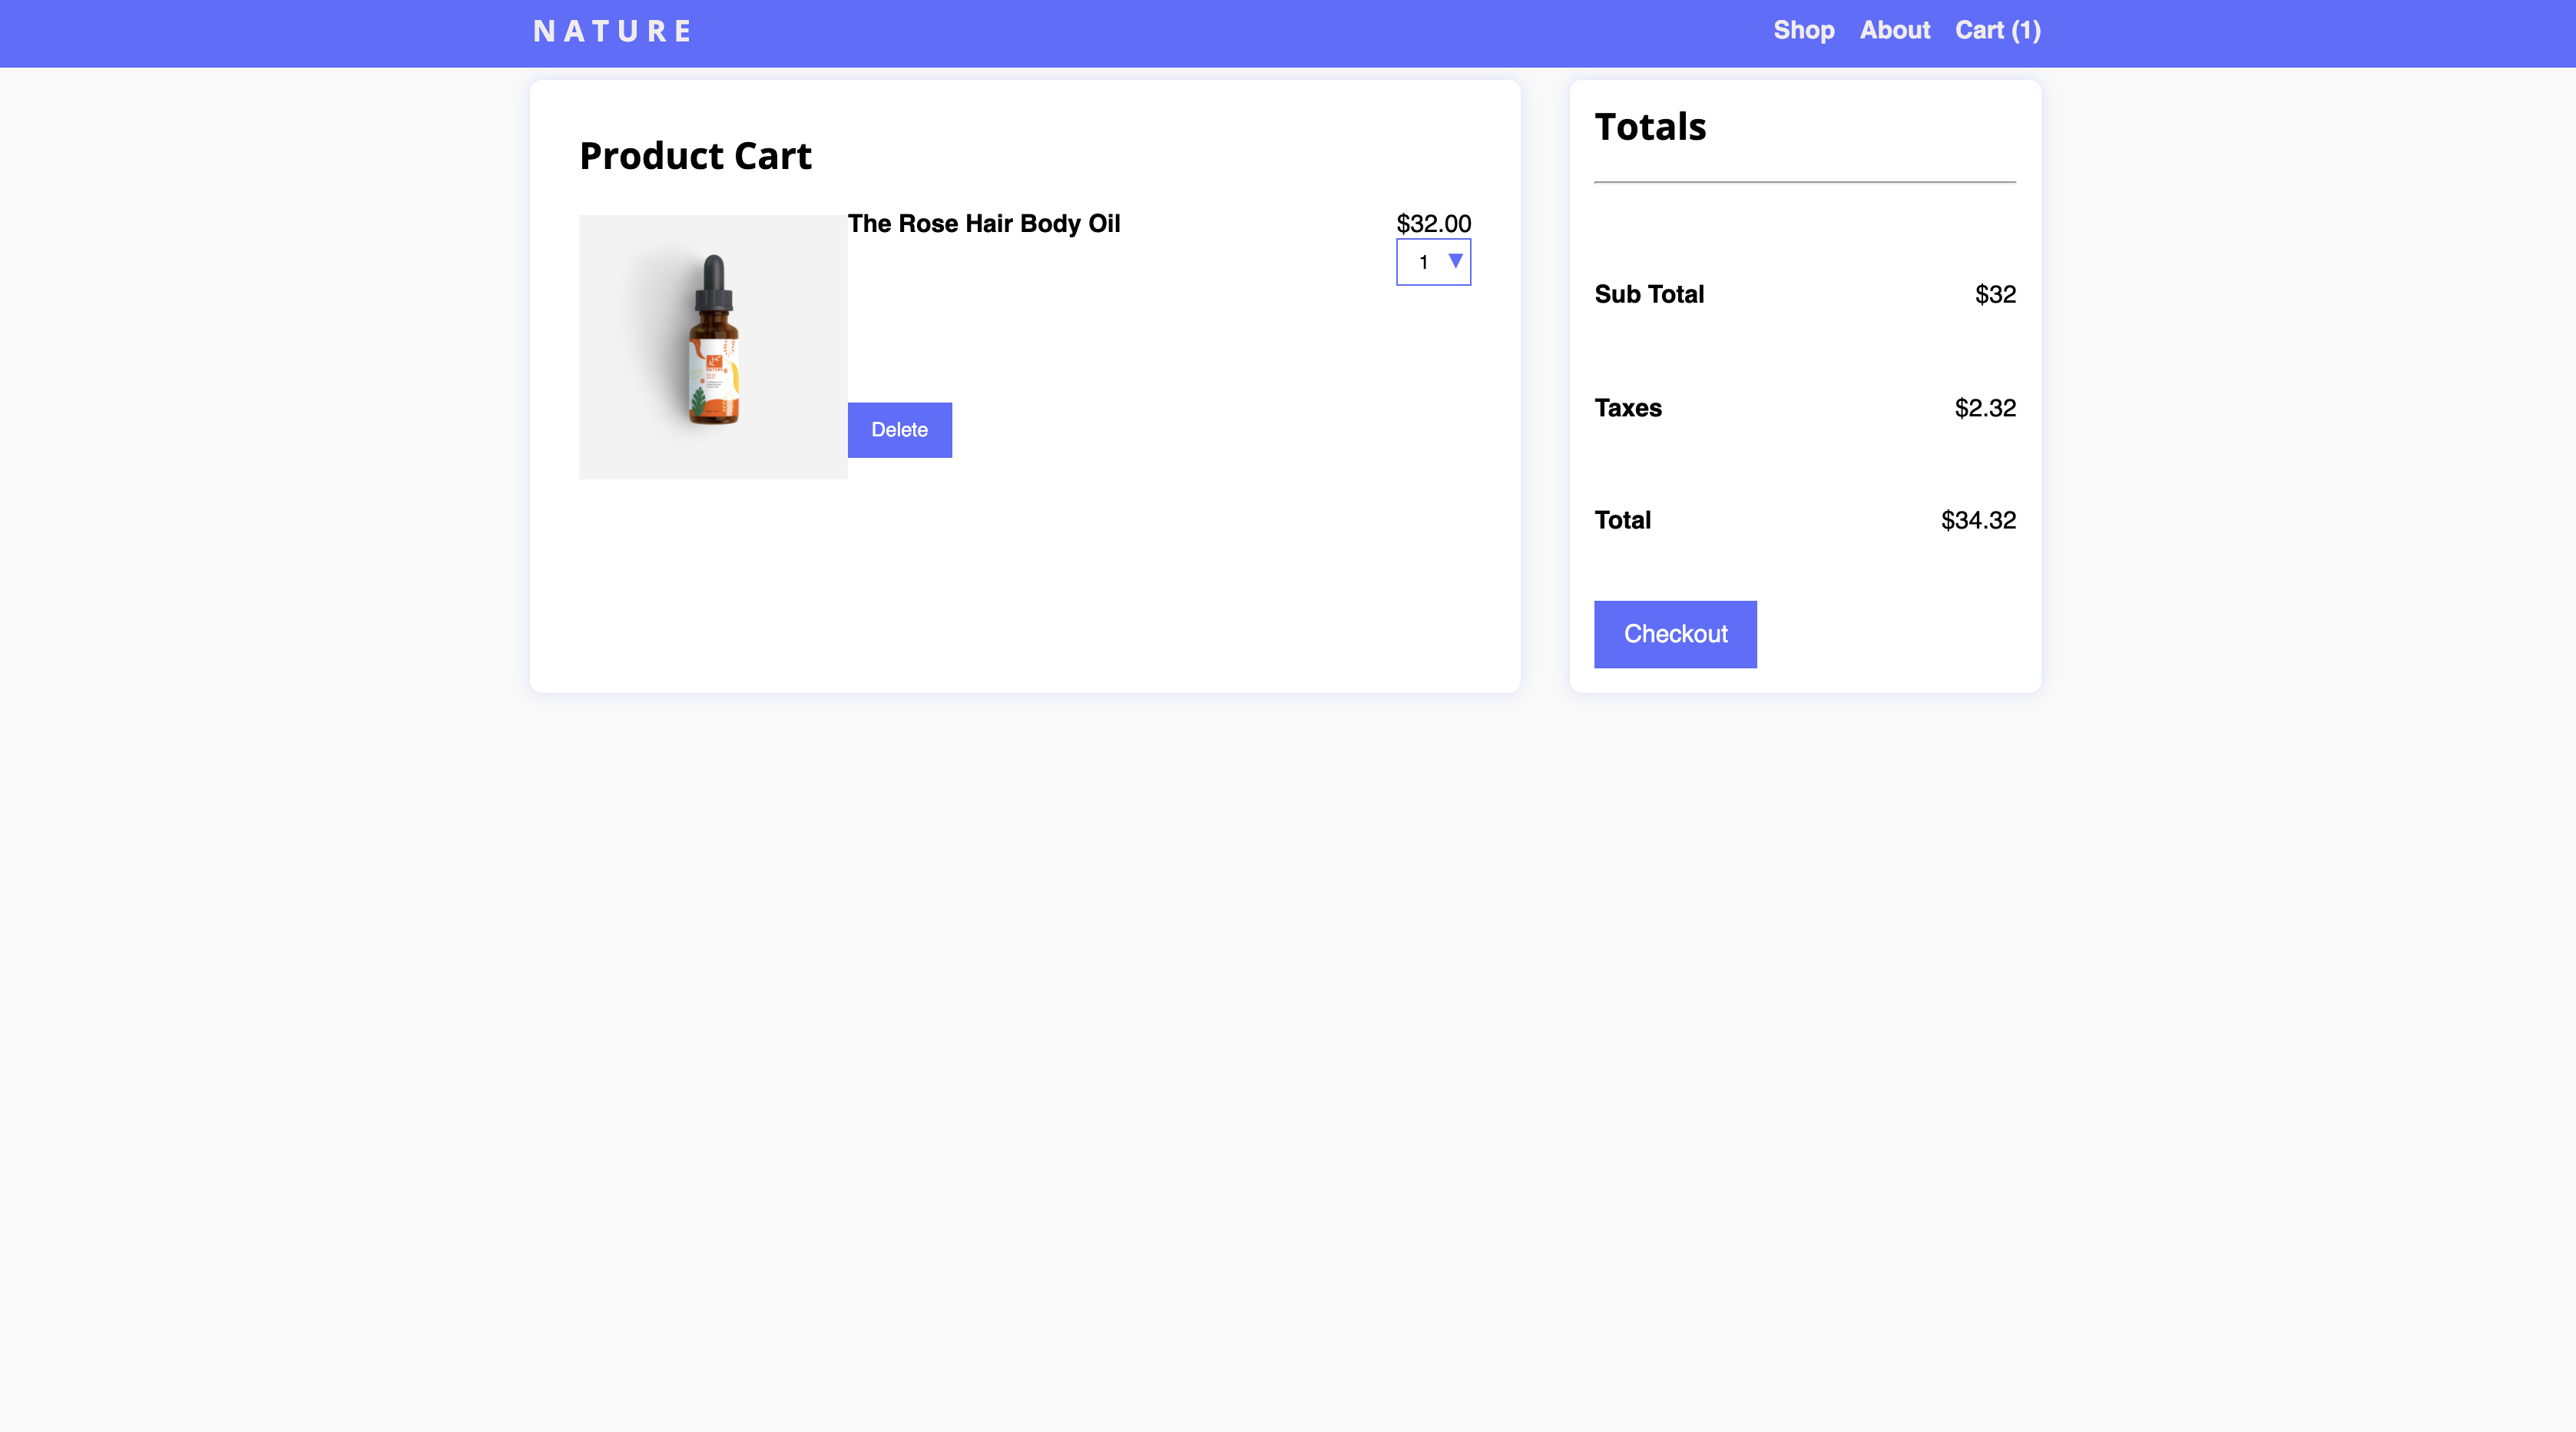 NATURE
Shop About Cart (1)
Product Cart
The Rose Hair Body Oil
$32.00
1
Delete
Totals
Sub Total $32
Taxes $2.32
Total $34.32
Checkout